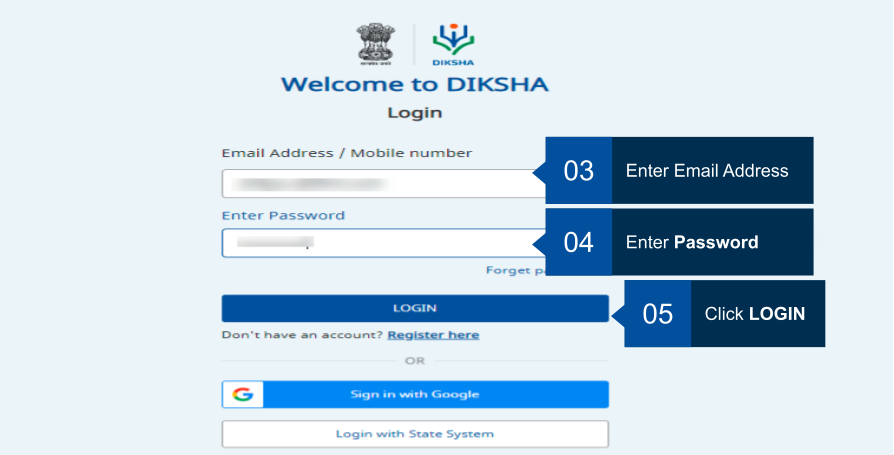 DIKSHA
Welcome to DIKSHA
Login
Email Address / Mobile number
03 Enter Email Address
Enter Password
04 Enter Password
Forget
05 Click LOGIN
LOGIN
Don't have an account? Register here
OR
Sign in with Google
Login with State System